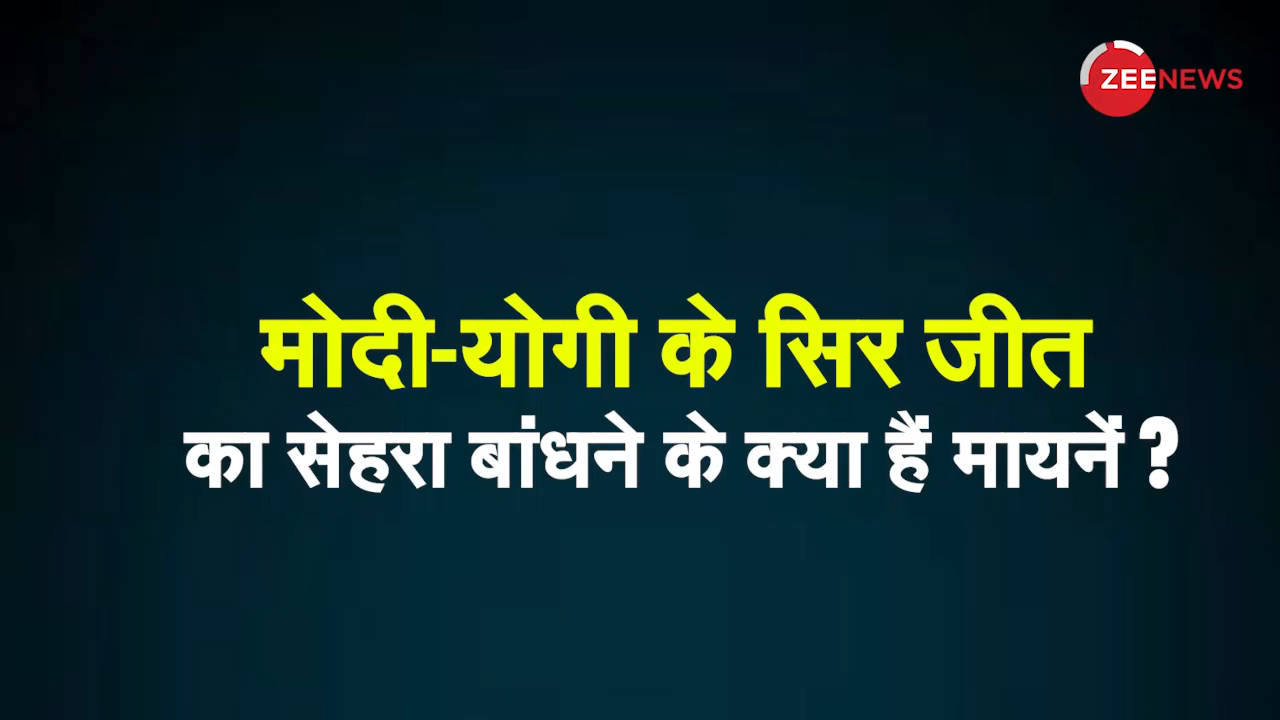 ZEENEWS
मोदी-योगी के सिर जीत
का सेहरा बांधने के क्या हैं मायनें ?